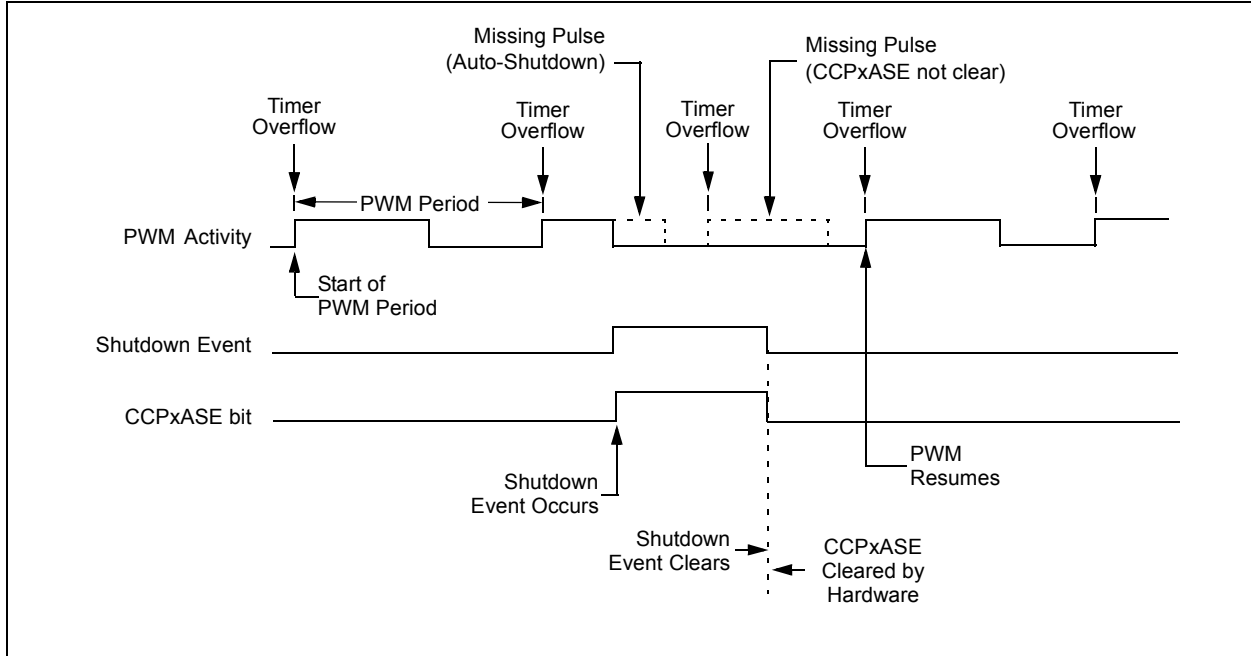 Missing Pulse
(Auto-Shutdown)
Missing Pulse
(CCPxASE not clear)
Timer
Overflow
Timer
Overflow
Timer
Overflow
Timer
Overflow
Timer
Overflow
PWM Period
PWM Activity
Start of
PWM Period
Shutdown Event
CCPxASE bit
Shutdown
Event Occurs
PWM
Resumes
Shutdown
Event Clears
CCPxASE
Cleared by
Hardware